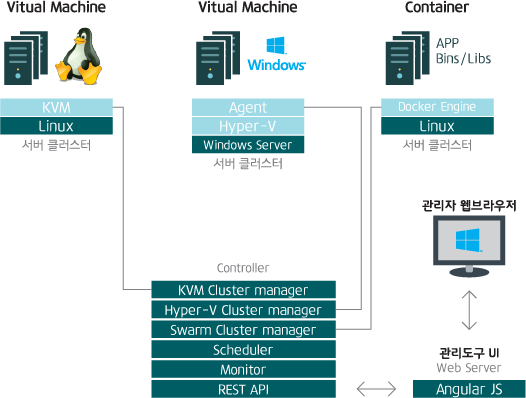 Vitual Machine
Vitual Machine
Container
Windows
APP
Bins/Libs
KVM
Linux
서버 클러스터
Agent
Hyper-V
Windows Server
서버 클러스터
Docker Engine
Linux
서버 클러스터
관리자 웹브라우저
Controller
KVM Cluster manager
Hyper-V Cluster manager
Swarm Cluster manager
Scheduler
Monitor
REST API
관리도구 UI
Web Server
Angular JS